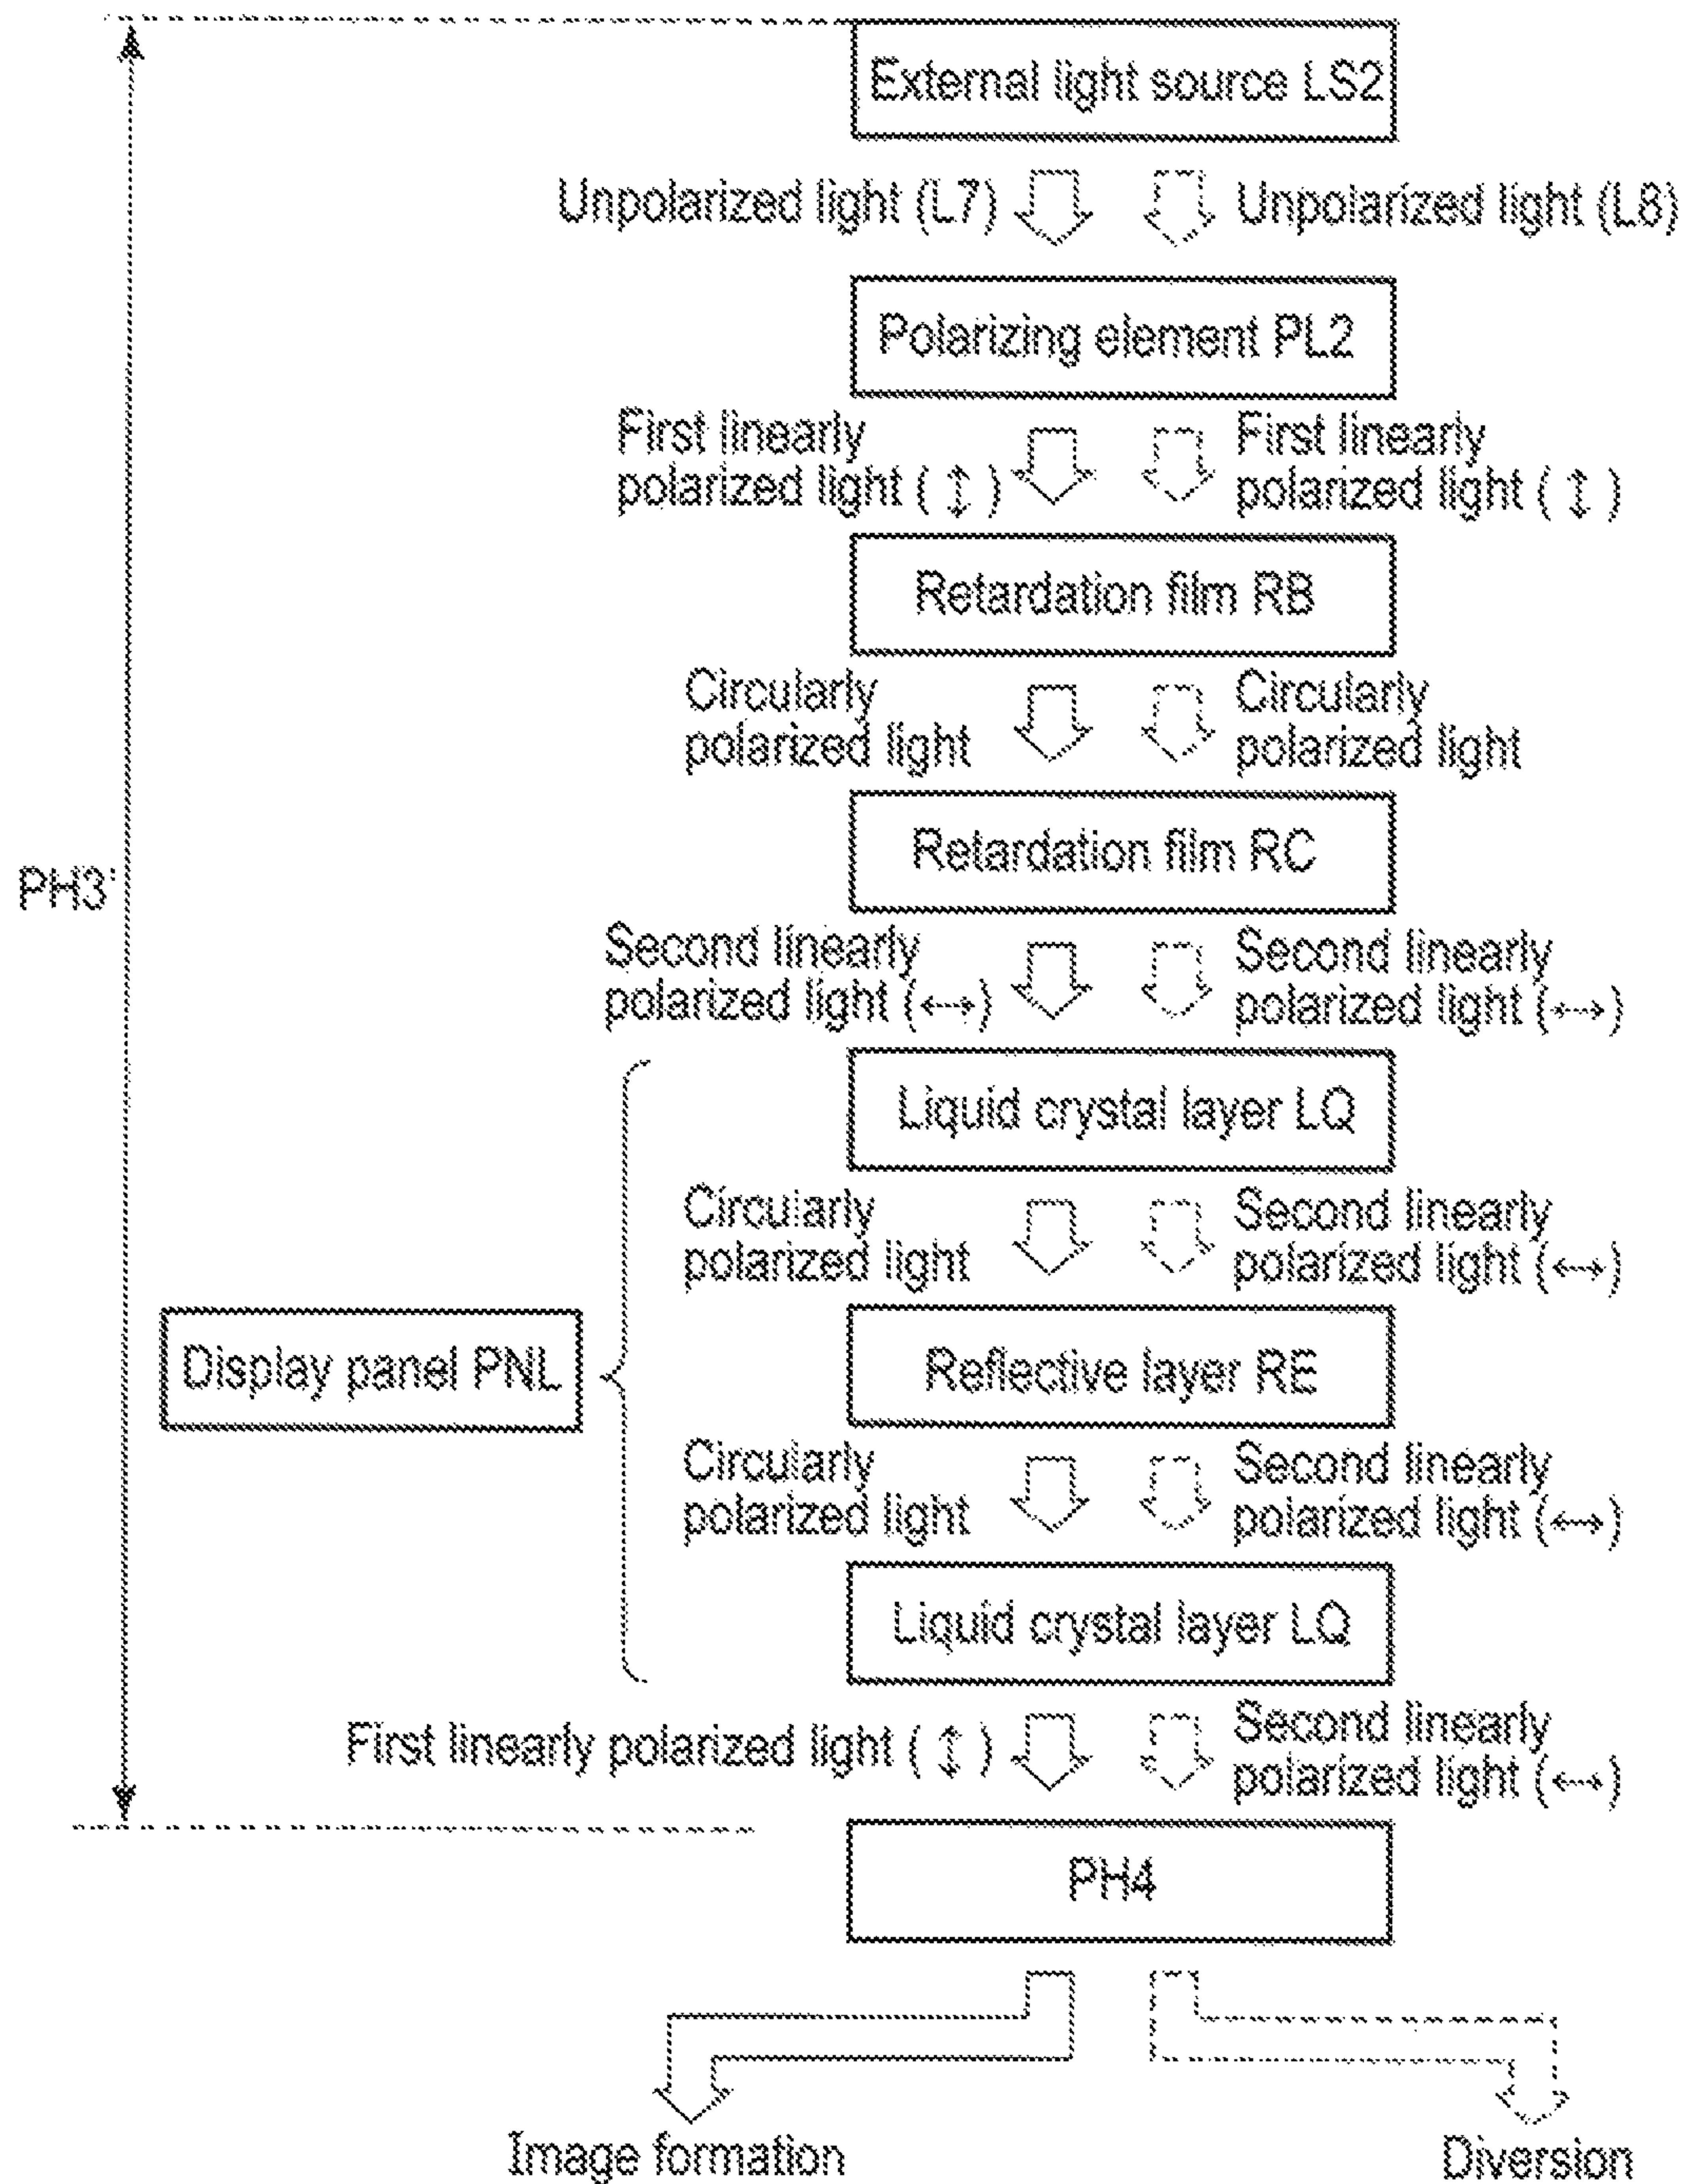 External light source LS2
Unpolarized light (L7)
Unpolarized light (L8)
Polarizing element PL2
First linearly
polarized light (↕)
First linearly
polarized light (↕)
Retardation film RB
Circularly
polarized light
Circularly
polarized light
Retardation film RC
PH3'
Second linearly
polarized light (↔)
Second linearly
polarized light (↔)
Liquid crystal layer LQ
Circularly
polarized light
Second linearly
polarized light (↔)
Display panel PNL
Reflective layer RE
Circularly
polarized light
Second linearly
polarized light (↔)
Liquid crystal layer LQ
First linearly polarized light (↕)
Second linearly
polarized light (↔)
PH4
Image formation
Diversion